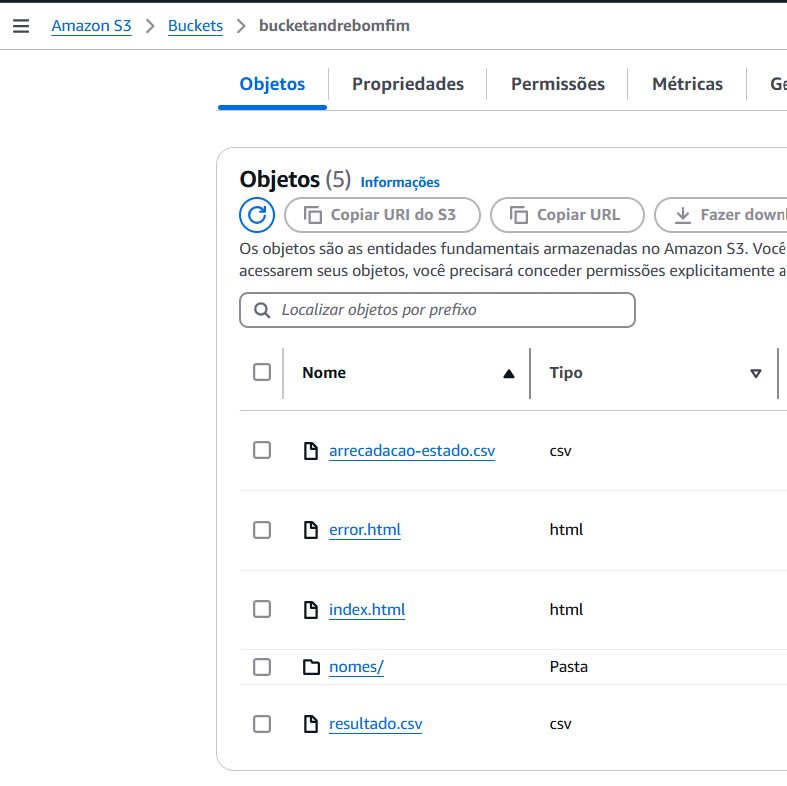 Amazon S3 > Buckets > bucketandrebomfim
Objetos Propriedades Permissões Métricas Ge
Objetos (5) Informações
Copiar URI do S3 Copiar URL Fazer down
Os objetos são as entidades fundamentais armazenadas no Amazon S3. Você
acessarem seus objetos, você precisará conceder permissões explicitamente a
Localizar objetos por prefixo
Nome Tipo
arrecadacao-estado.csv csv
error.html html
index.html html
nomes/ Pasta
resultado.csv csv